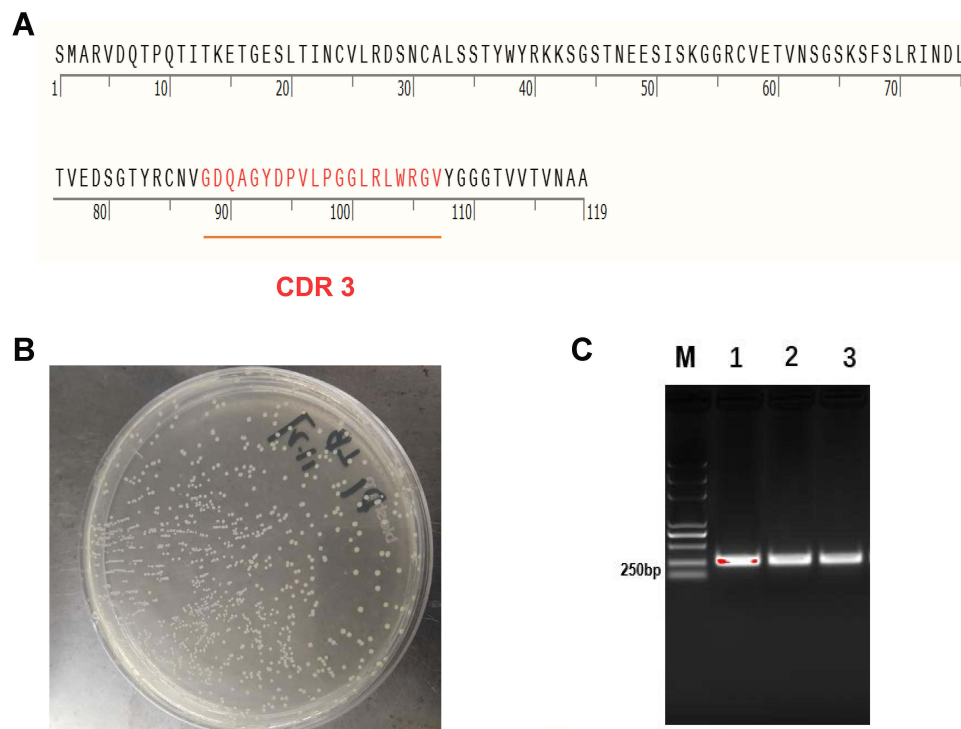 A
SMARVDQTPQTITKETGESLTINCVLRDSNCALSSTYWYRKKSGSTNEESISKGGRCVETVNSGSKSFSLRINDL
1 10 20 30 40 50 60 70
TVEDSGTYRCNVGDQAGYDPVLPGGLRLWRGVYGGGTVVTVNAA
80 90 100 110 119
CDR 3
B
C
M 1 2 3
250bp